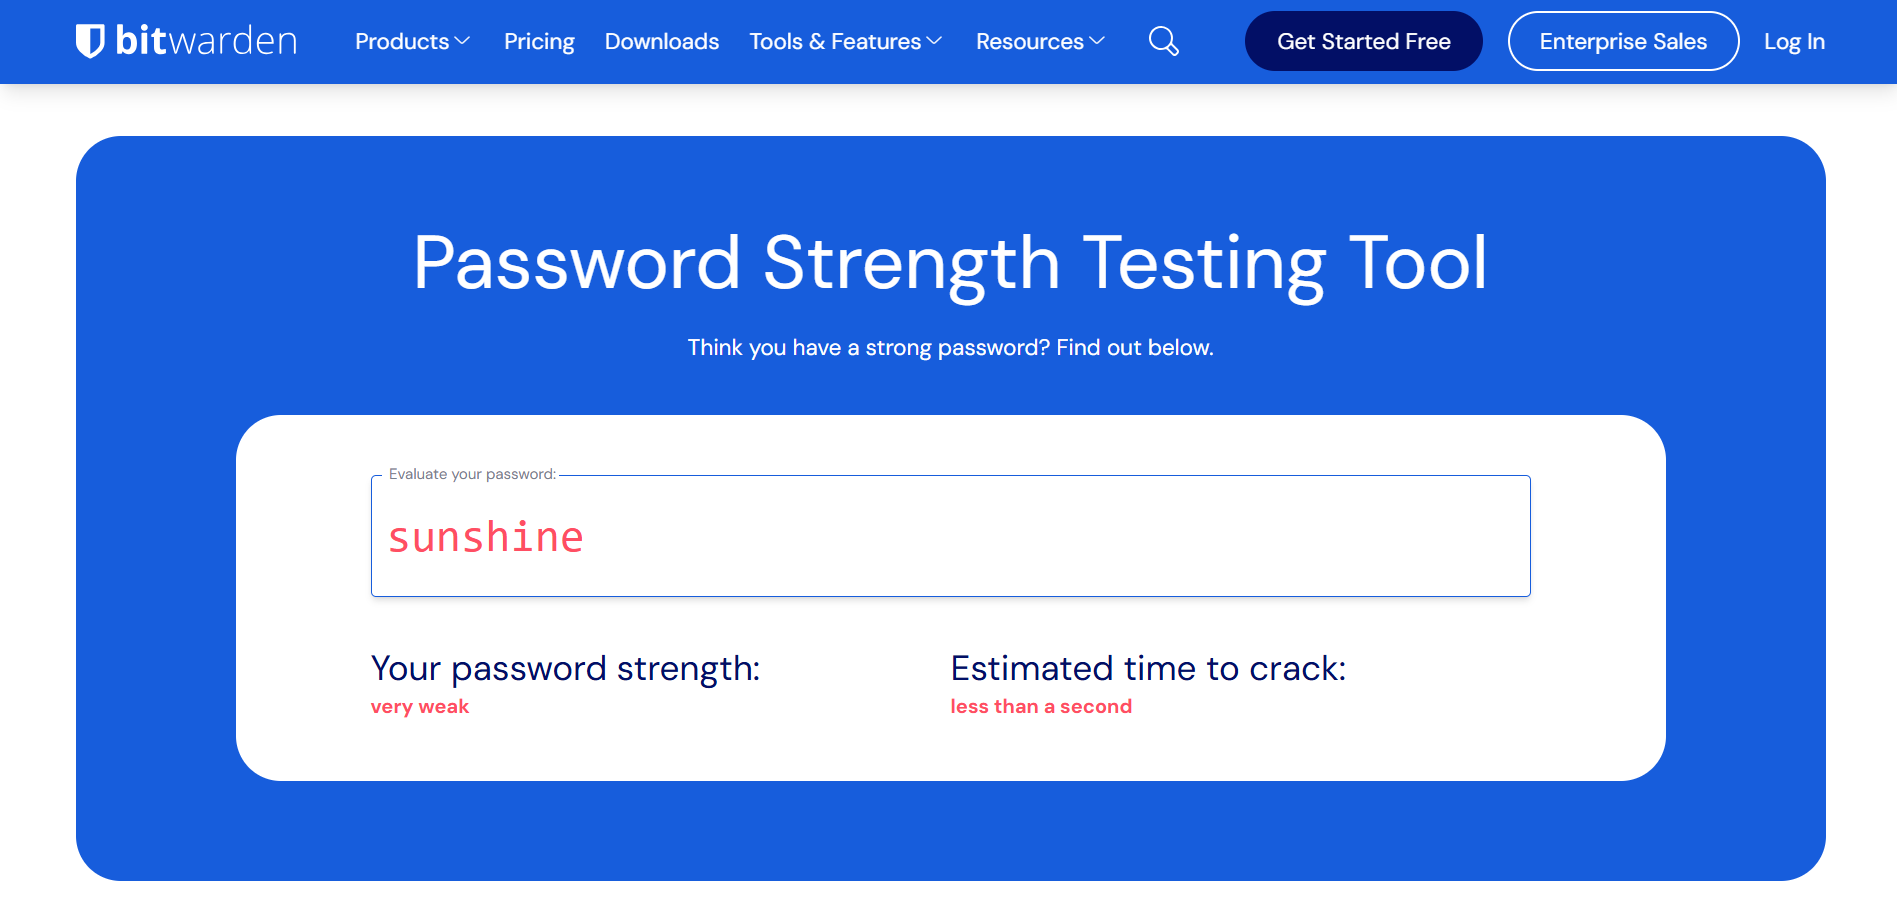 bitwarden Products Pricing Downloads Tools & Features Resources Get Started Free Enterprise Sales Log In
Password Strength Testing Tool
Think you have a strong password? Find out below.
Evaluate your password:
sunshine
Your password strength:
very weak
Estimated time to crack:
less than a second